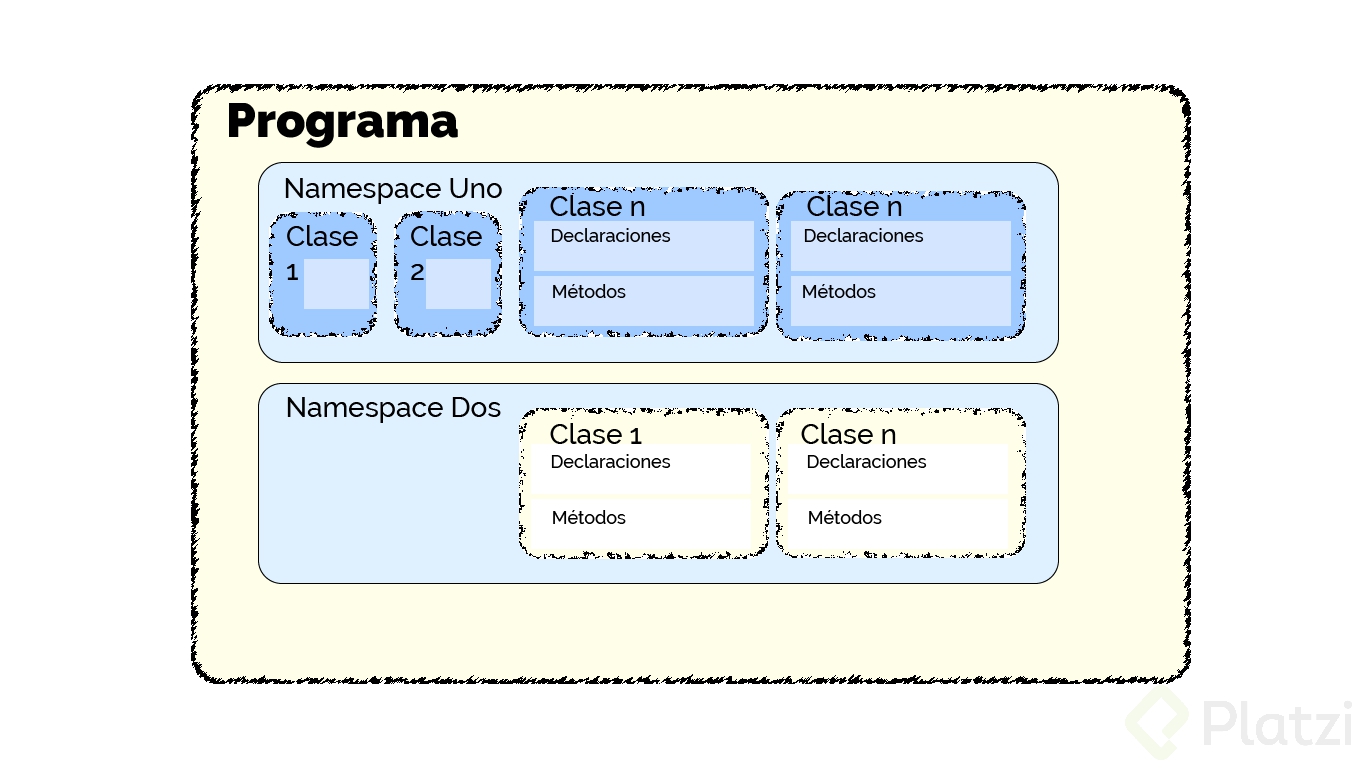 Programa
Namespace Uno
Clase
1
Clase
2
Clase n
Declaraciones
Métodos
Clase n
Declaraciones
Métodos
Namespace Dos
Clase 1
Declaraciones
Métodos
Clase n
Declaraciones
Métodos
Platzi